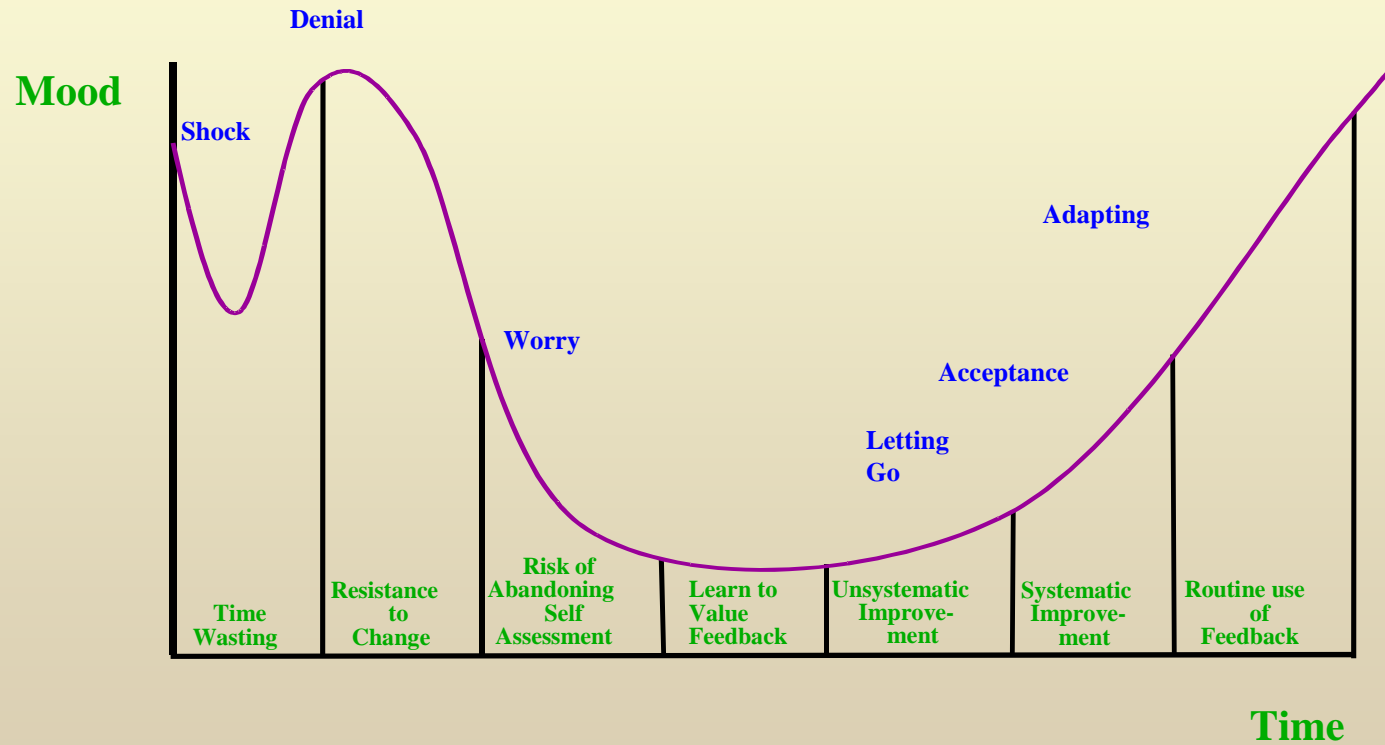 Denial
Mood
Shock
Adapting
Worry
Acceptance
Letting
Go
Time
Wasting
Resistance
to
Change
Risk of
Abandoning
Self
Assessment
Learn to
Value
Feedback
Unsystematic
Improve-
ment
Systematic
Improve-
ment
Routine use
of
Feedback
Time